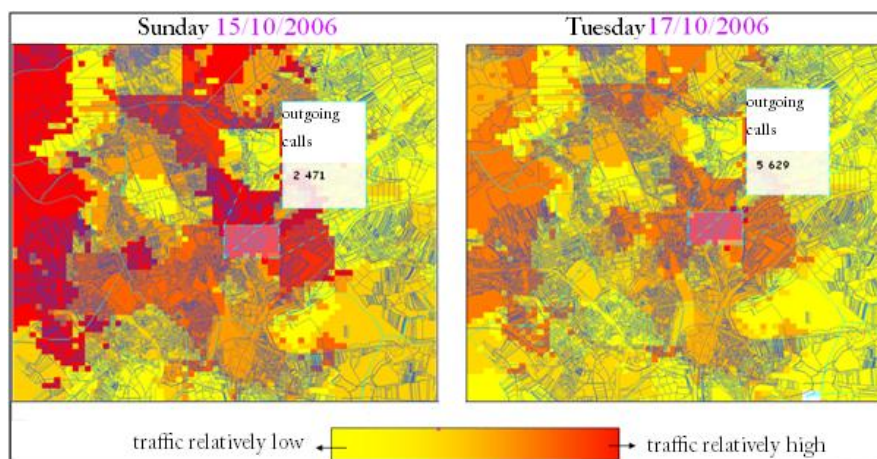 Sunday 15/10/2006
outgoing
calls
2 471
Tuesday 17/10/2006
outgoing
calls
5 629
traffic relatively low
traffic relatively high